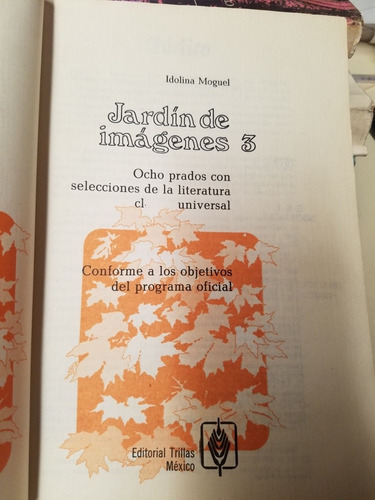 Idolina Moguel
Jardín de
imágenes 3
Ocho prados con
selecciones de la literatura
universal
Conforme a los objetivos
del programa oficial
Editorial Trillas
México